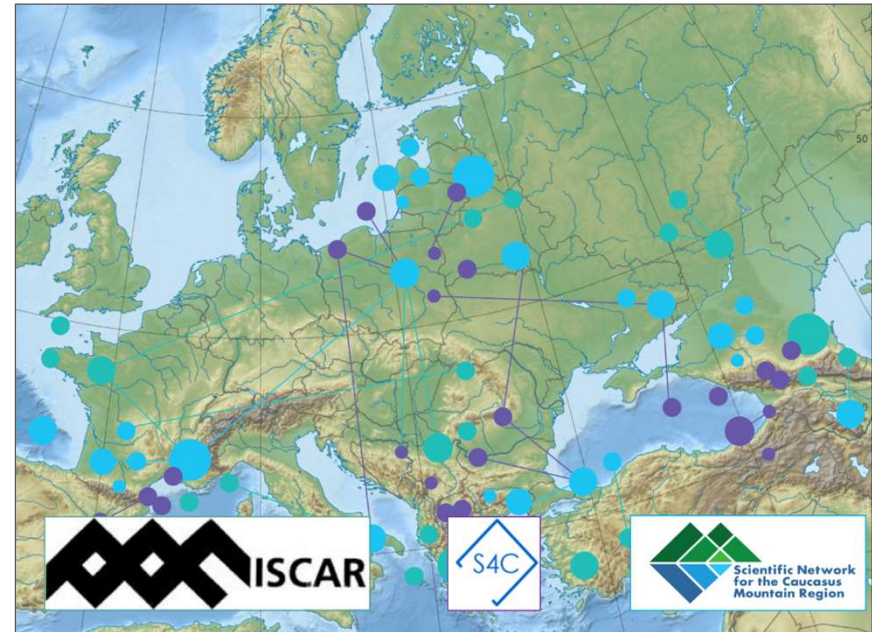 50
ISCAR
S4C
Scientific Network
for the Caucasus
Mountain Region